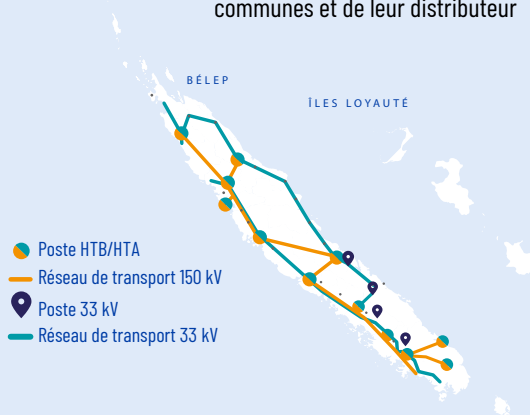 communes et de leur distributeur
BÉLEP
ÎLES LOYAUTÉ
Poste HTB/HTA
Réseau de transport 150 kV
Poste 33 kV
Réseau de transport 33 kV